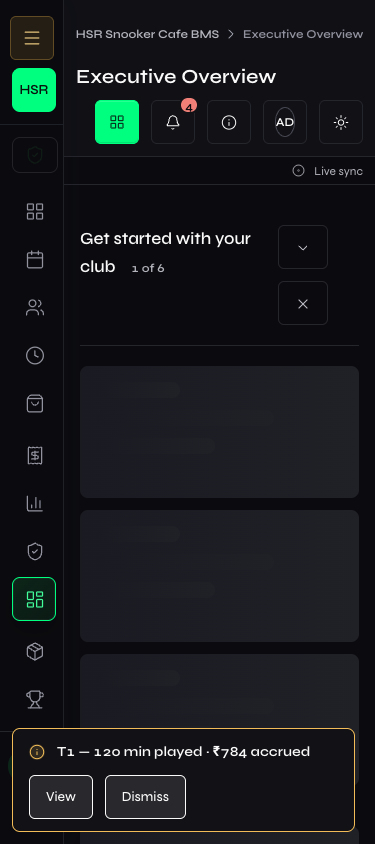 HSR
HSR Snooker Cafe BMS > Executive Overview
Executive Overview
4
AD
Live sync
Get started with your
club 1 of 6
T1 — 120 min played · ₹784 accrued
View Dismiss